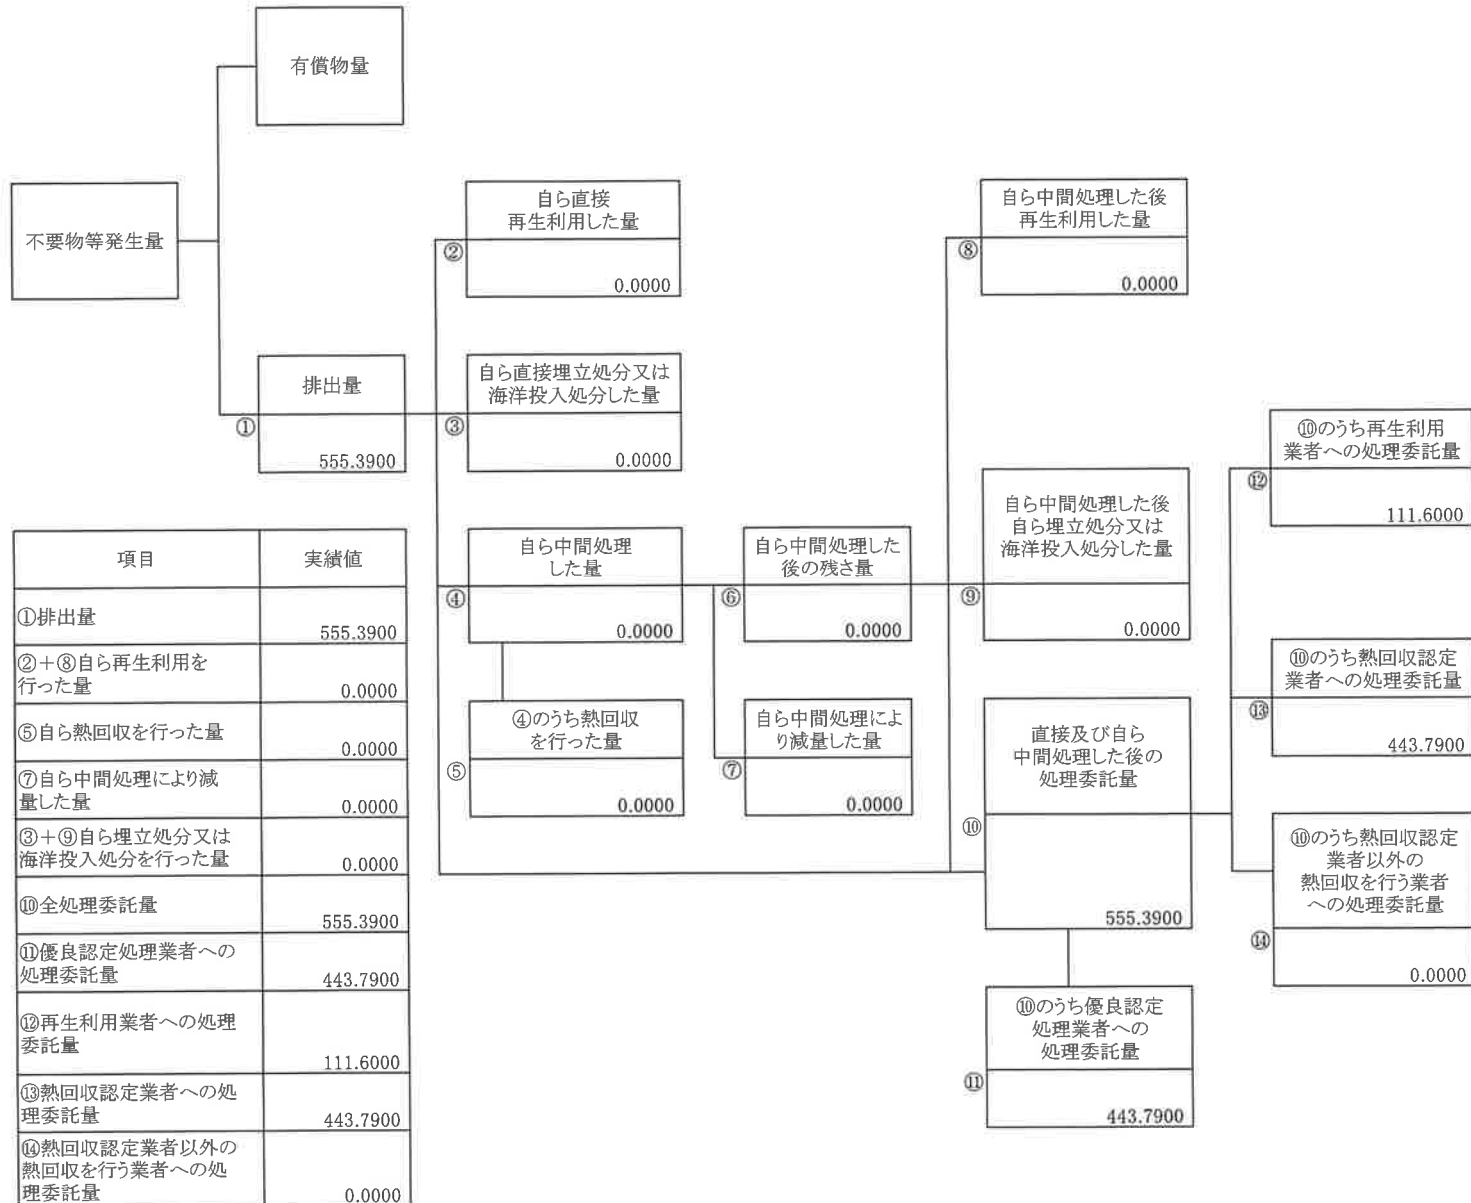 有償物量
不要物等発生量
排出量
①
555.3900
自ら直接
再生利用した量
②
0.0000
自ら直接埋立処分又は
海洋投入処分した量
③
0.0000
自ら中間処理
した量
④
0.0000
④のうち熱回収
を行った量
⑤
0.0000
自ら中間処理した
後の残さ量
⑥
0.0000
自ら中間処理によ
り減量した量
⑦
0.0000
自ら中間処理した後
再生利用した量
⑧
0.0000
自ら中間処理した後
自ら埋立処分又は
海洋投入処分した量
⑨
0.0000
直接及び自ら
中間処理した後の
処理委託量
⑩
555.3900
⑩のうち優良認定
処理業者への
処理委託量
⑪
443.7900
⑩のうち再生利用
業者への処理委託量
⑫
111.6000
⑩のうち熱回収認定
業者への処理委託量
⑬
443.7900
⑩のうち熱回収認定
業者以外の
熱回収を行う業者
への処理委託量
⑭
0.0000
項目 実績値
①排出量
555.3900
②+⑧自ら再生利用を
行った量
0.0000
⑤自ら熱回収を行った量
0.0000
⑦自ら中間処理により減
量した量
0.0000
③+⑨自ら埋立処分又は
海洋投入処分を行った量
0.0000
⑩全処理委託量
555.3900
⑪優良認定処理業者への
処理委託量
443.7900
⑫再生利用業者への処理
委託量
111.6000
⑬熱回収認定業者への処
理委託量
443.7900
⑭熱回収認定業者以外の
熱回収を行う業者への処
理委託量
0.0000